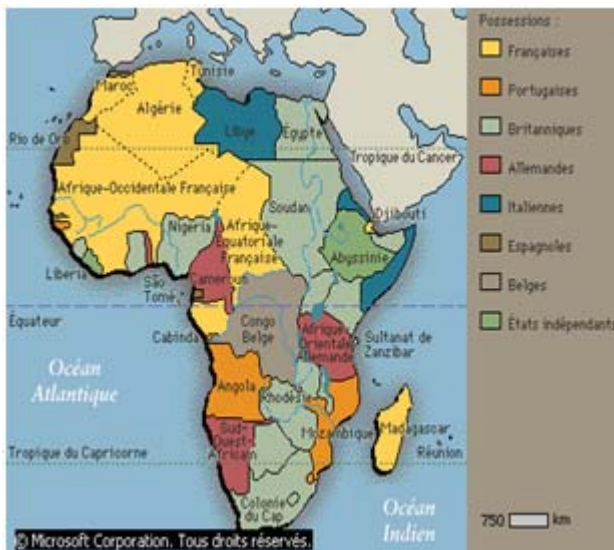 Possessions :
Françaises
Portugaises
Britanniques
Allemandes
Italiennes
Espagnoles
Belges
États indépendants
Tunisie
Maroc
Algérie
Libye
Égypte
Rio de Oro
Tropique du Cancer
Afrique-Occidentale Française
Soudan
Djibouti
Nigeria
Afrique-
Équatoriale
Française
Abyssinie
Liberia
São
Tomé
Cameroun
Équateur
Cabinda
Congo
Belge
Afrique
Orientale
Allemande
Sultanat de
Zanzibar
Océan
Atlantique
Angola
Rhodésie
Mozambique
Madagascar
Sud-
Ouest-
Africain
Réunion
Tropique du Capricorne
Colonie
du Cap
Océan
Indien
750 km
© Microsoft Corporation. Tous droits réservés.